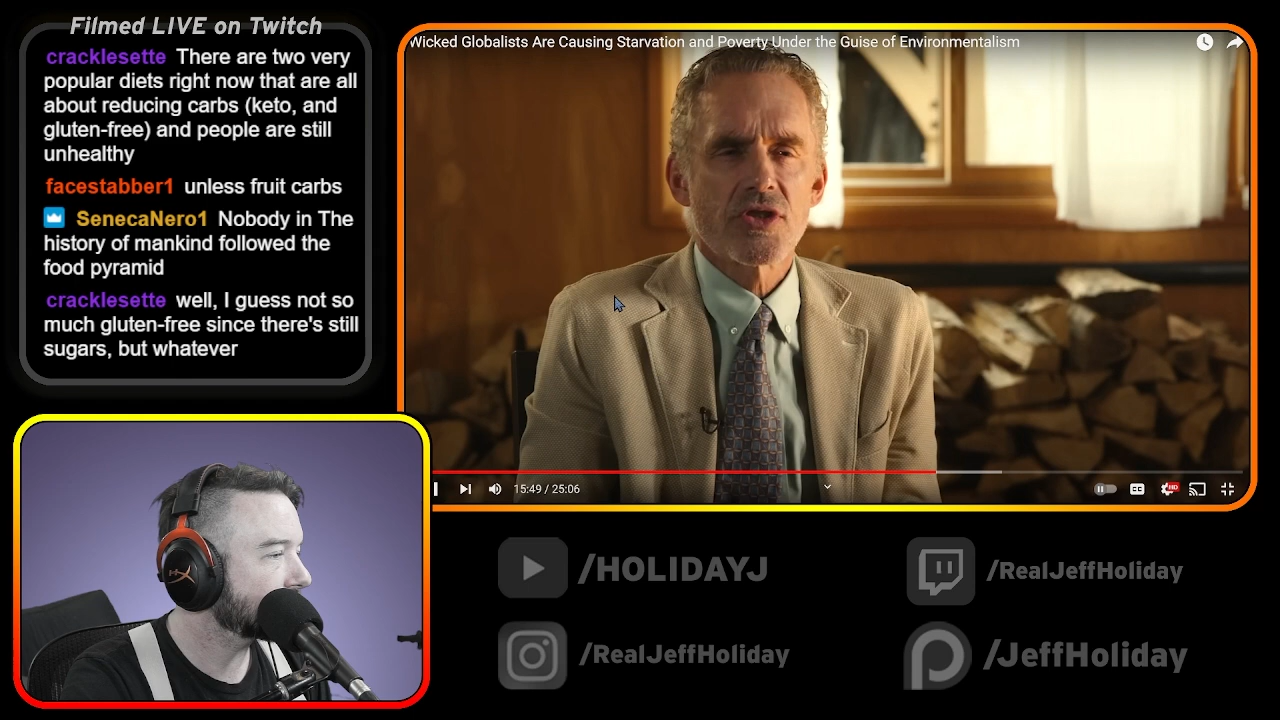 Filmed LIVE on Twitch
cracklesette There are two very
popular diets right now that are all
about reducing carbs (keto, and
gluten-free) and people are still
unhealthy
facestabber1 unless fruit carbs
SenecaNero1 Nobody in The
history of mankind followed the
food pyramid
cracklesette well, I guess not so
much gluten-free since there's still
sugars, but whatever
Wicked Globalists Are Causing Starvation and Poverty Under the Guise of Environmentalism
15:49 / 25:06
CC
HD
/HOLIDAYJ
/RealJeffHoliday
/RealJeffHoliday
/JeffHoliday